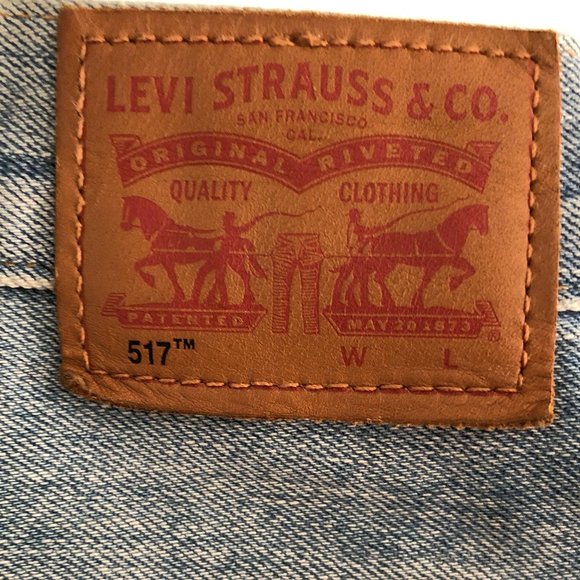 LEVI STRAUSS & CO.
SAN FRANCISCO
CAL.
ORIGINAL RIVETED
QUALITY CLOTHING
PATENTED MAY 20 1873 ®
517™ W L